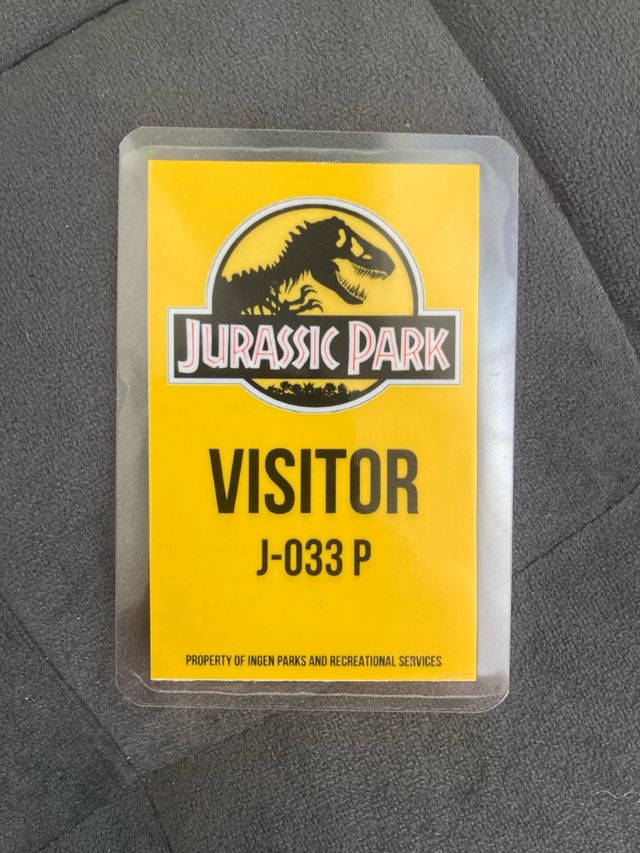 JURASSIC PARK
VISITOR
J-033 P
PROPERTY OF INGEN PARKS AND RECREATIONAL SERVICES